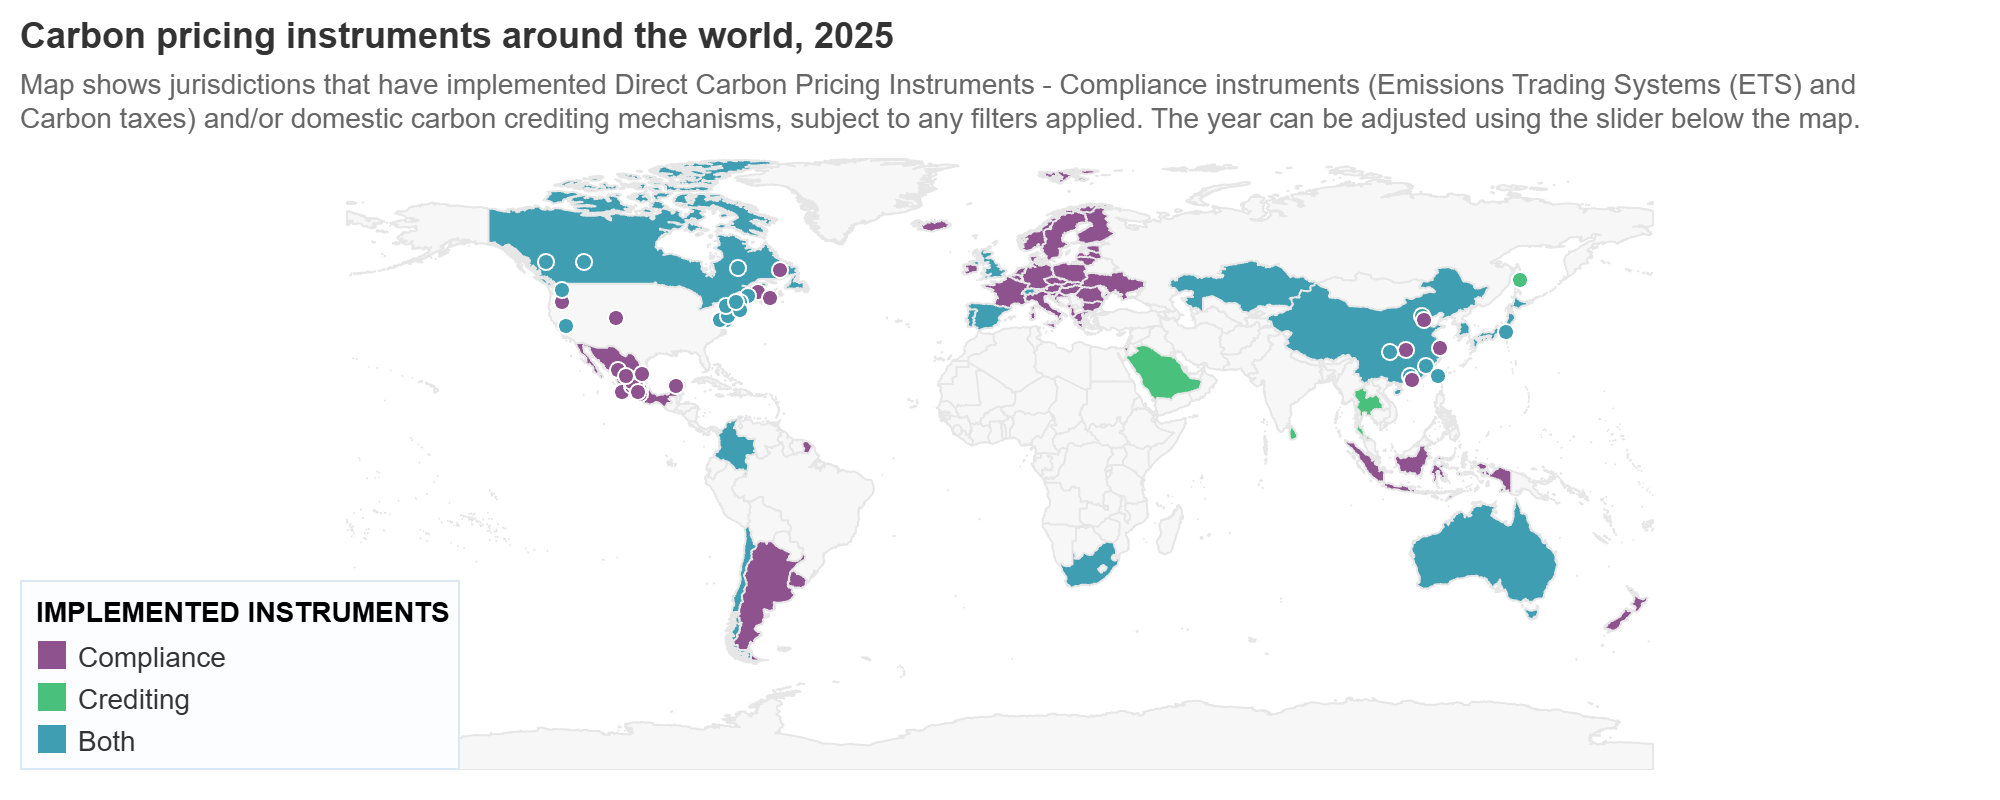 Carbon pricing instruments around the world, 2025
Map shows jurisdictions that have implemented Direct Carbon Pricing Instruments - Compliance instruments (Emissions Trading Systems (ETS) and
Carbon taxes) and/or domestic carbon crediting mechanisms, subject to any filters applied. The year can be adjusted using the slider below the map.
IMPLEMENTED INSTRUMENTS
Compliance
Crediting
Both